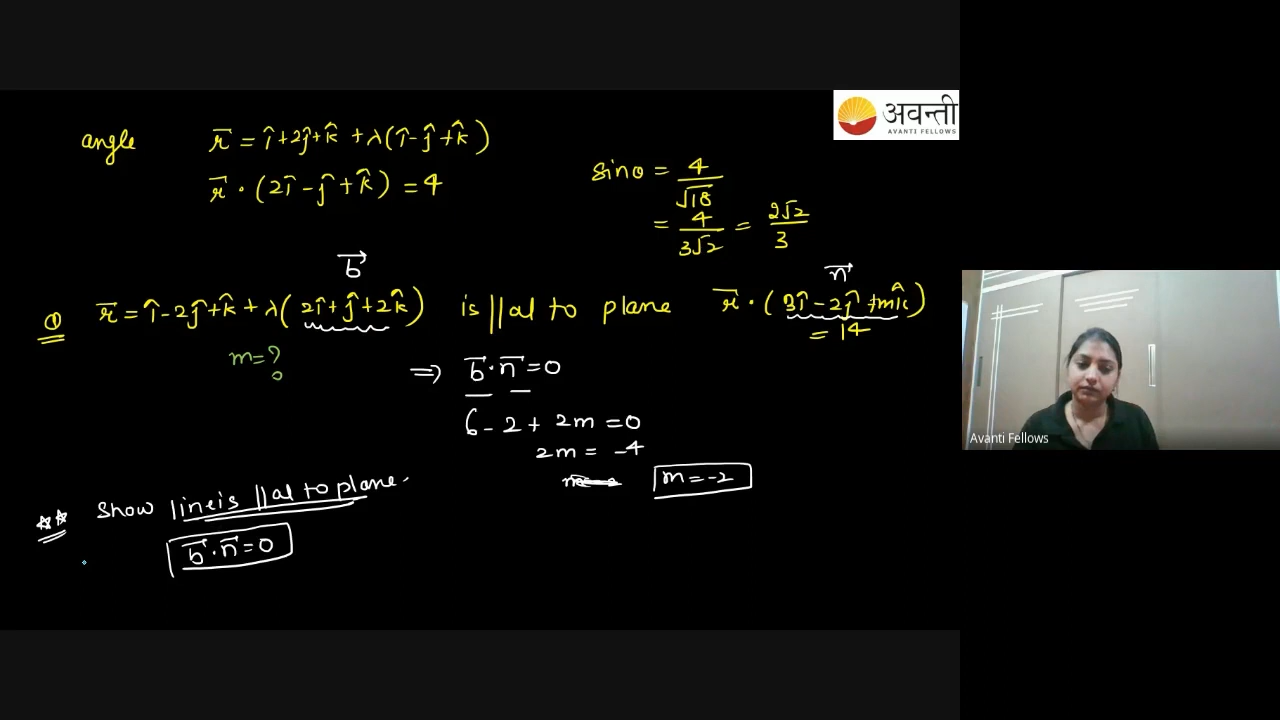 अवन्ती
AVANTI FELLOWS
angle r̄ = î+2ĵ+k̂ + λ(î-ĵ+k̂)
r̄ · (2î - ĵ + k̂) = 4
sinθ = 4/√18
= 4/3√2 = 2√2/3
b⃗
n⃗
① r̄ = î-2ĵ+k̂ + λ(2î+ĵ+2k̂) is ||al to plane r̄ · (3î-2ĵ+mk̂)
= 14
m=?
⇒ b̄·n̄=0
6 - 2 + 2m = 0
2m = -4
m = -2
** Show line is ||al to plane.
b̄·n̄=0
Avanti Fellows